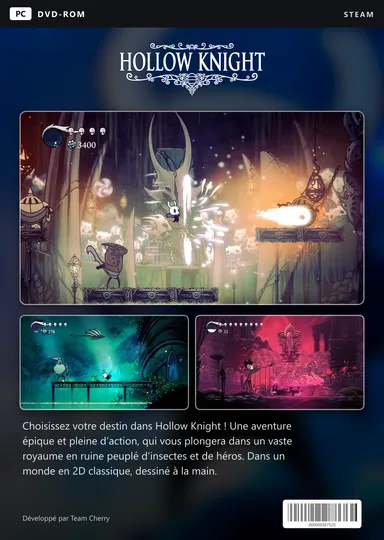 PC DVD-ROM STEAM
HOLLOW KNIGHT
3400
Choisissez votre destin dans Hollow Knight ! Une aventure
épique et pleine d'action, qui vous plongera dans un vaste
royaume en ruine peuplé d'insectes et de héros. Dans un
monde en 2D classique, dessiné à la main.
Développé par Team Cherry